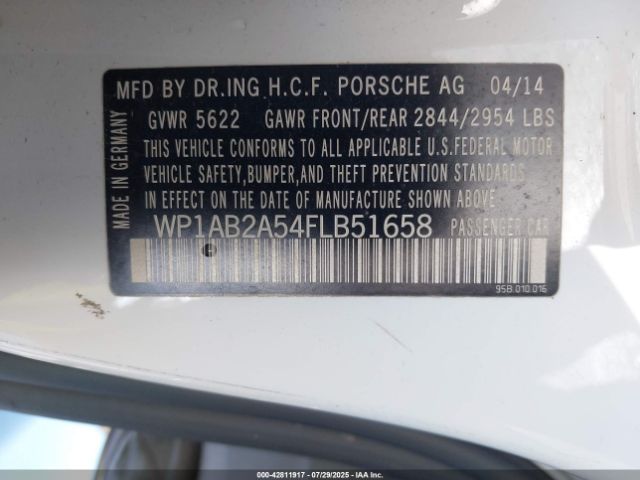 MFD BY DR.ING H.C.F. PORSCHE AG 04/14
GVWR 5622 GAWR FRONT/REAR 2844/2954 LBS
THIS VEHICLE CONFORMS TO ALL APPLICABLE U.S.FEDERAL MOTOR
VEHICLE SAFETY,BUMPER,AND THEFT PREVENTION STANDARDS
IN EFFECT ON THE DATE OF MANUFACTURE SHOWN ABOVE.
WP1AB2A54FLB51658 PASSENGER CAR
MADE IN GERMANY
95B.010.016
000-42811917 | 07/29/2025 | IAAI.COM